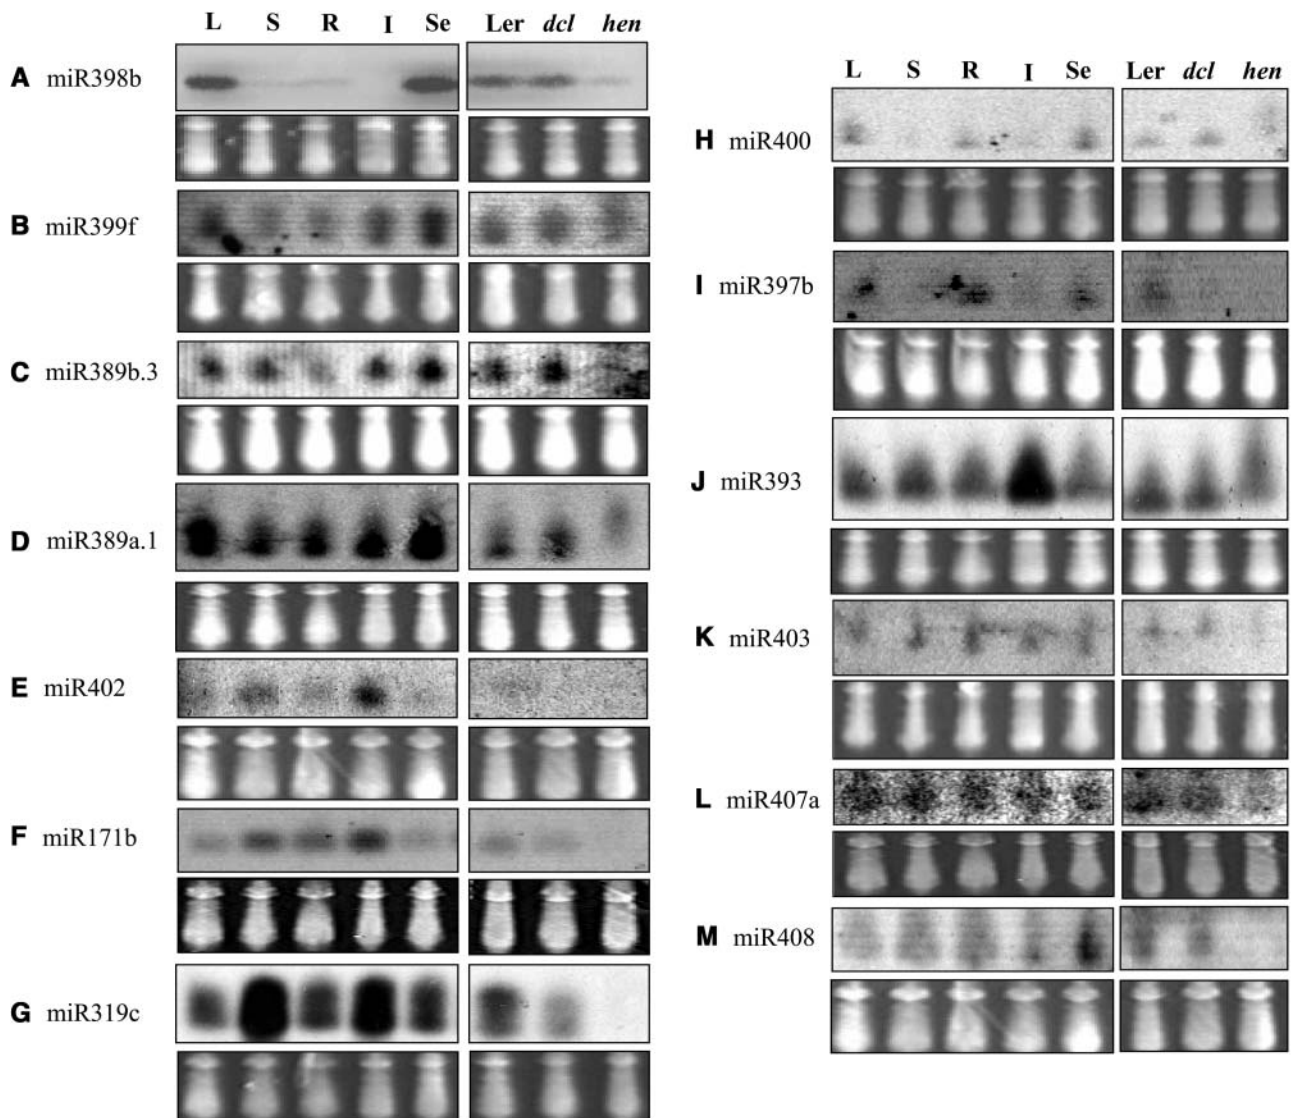 L S R I Se Ler dcl hen
A miR398b
B miR399f
C miR389b.3
D miR389a.1
E miR402
F miR171b
G miR319c
L S R I Se Ler dcl hen
H miR400
I miR397b
J miR393
K miR403
L miR407a
M miR408